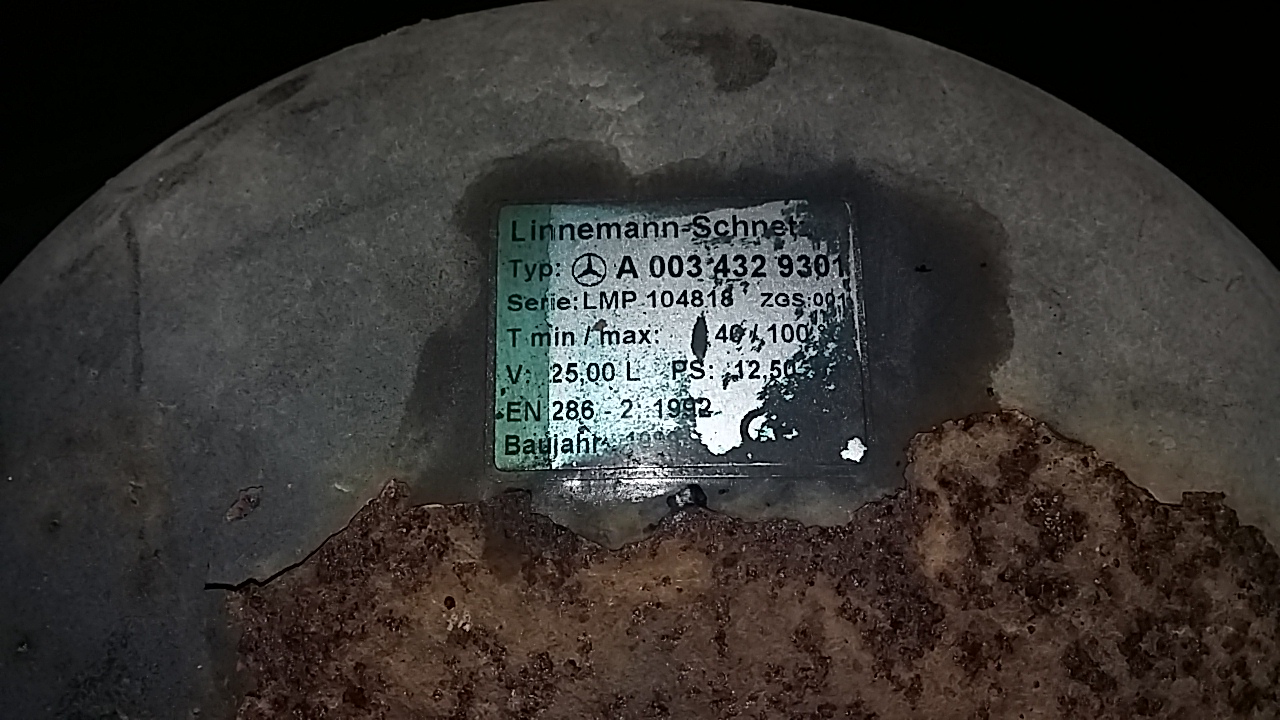 Linnemann-Schnet
Typ: A 003 432 9301
Serie: LMP 104818 ZGS:001
T min / max: 40 / 100
V: 25,00 L PS: 12,50
EN 286 - 2 : 1992
Baujahr